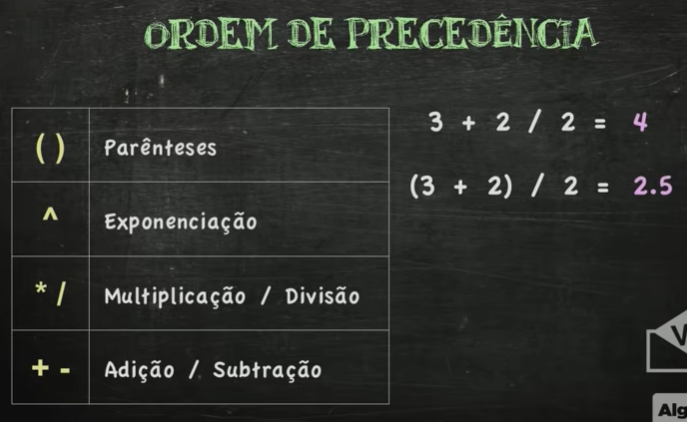 ORDEM DE PRECEDÊNCIA
( ) Parênteses
^ Exponenciação
* / Multiplicação / Divisão
+ - Adição / Subtração
3 + 2 / 2 = 4
(3 + 2) / 2 = 2.5